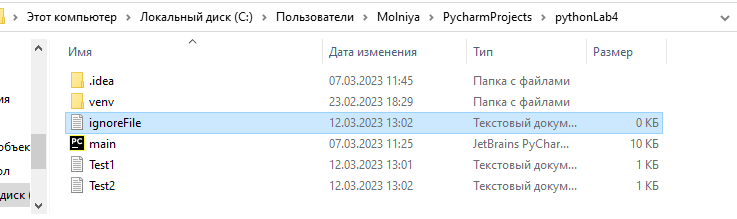 Этот компьютер > Локальный диск (C:) > Пользователи > Molniya > PycharmProjects > pythonLab4
Имя Дата изменения Тип Размер
.idea 07.03.2023 11:45 Папка с файлами
venv 23.02.2023 18:29 Папка с файлами
ignoreFile 12.03.2023 13:02 Текстовый докум... 0 КБ
main 07.03.2023 11:25 JetBrains PyChar... 10 КБ
Test1 12.03.2023 13:01 Текстовый докум... 1 КБ
Test2 12.03.2023 13:02 Текстовый докум... 1 КБ
ия
объек
ол
диск (